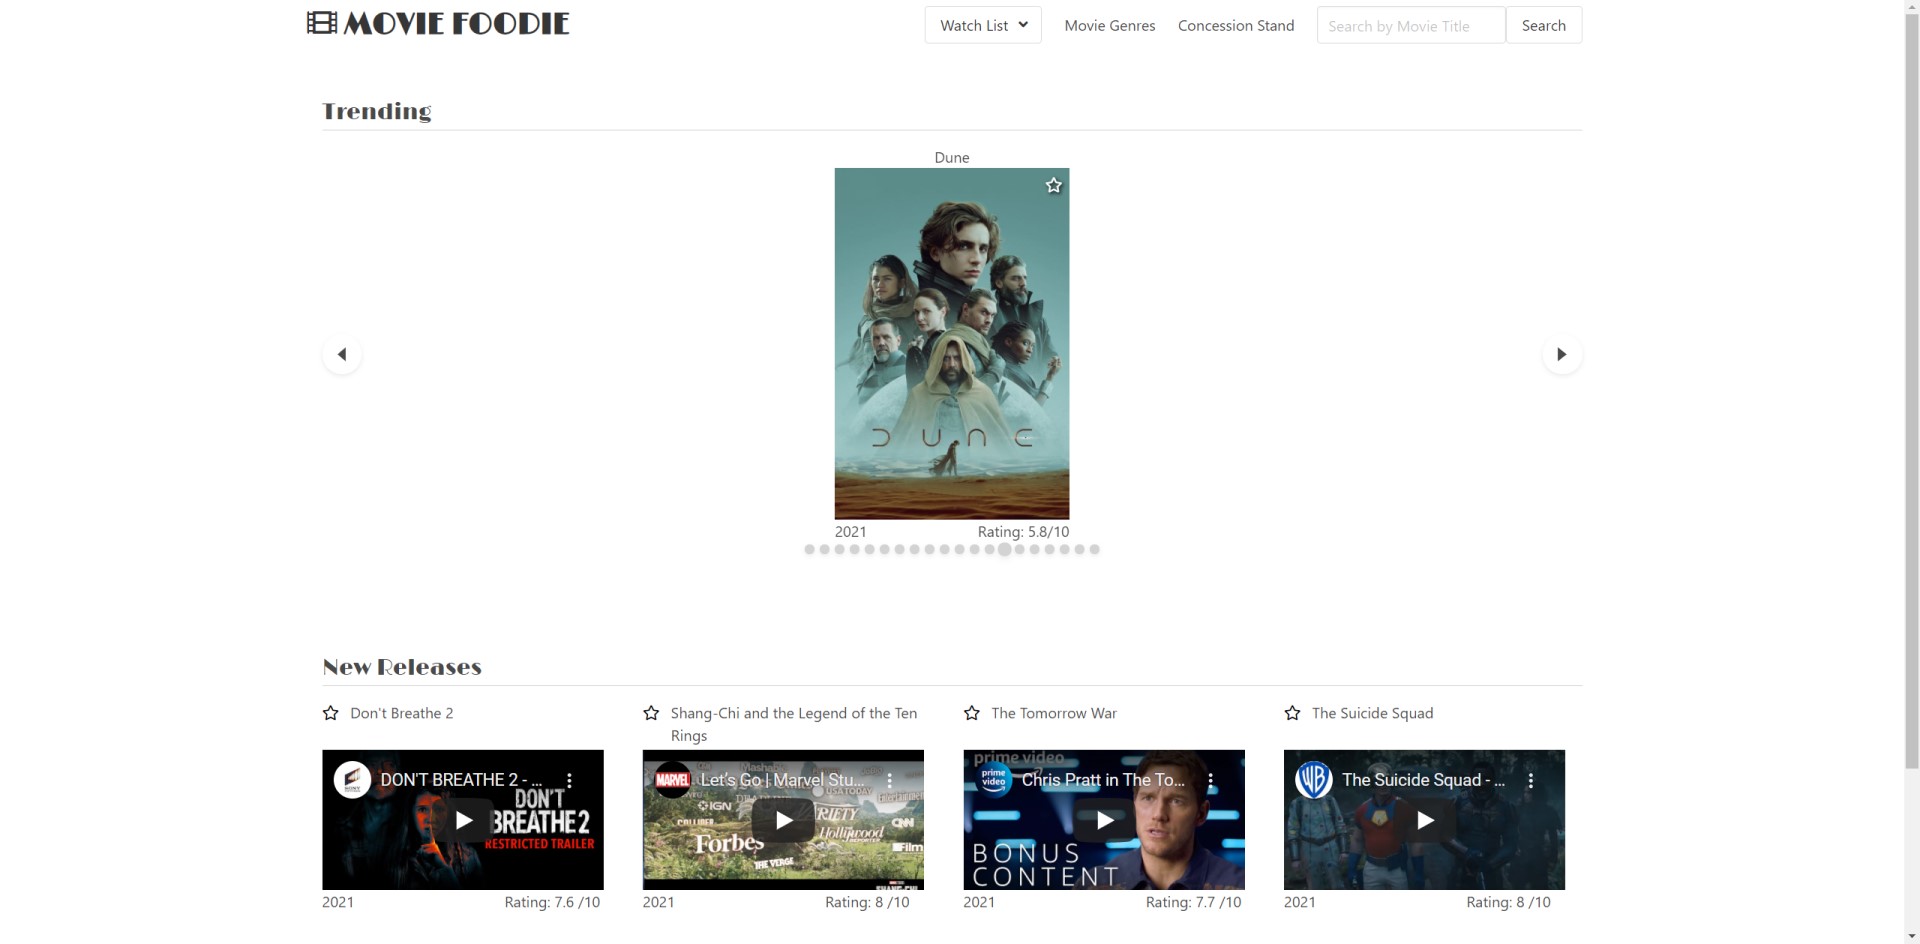 MOVIE FOODIE
Watch List
Movie Genres
Concession Stand
Search by Movie Title
Search
Trending
Dune
DUNE
2021
Rating: 5.8/10
New Releases
Don't Breathe 2
Shang-Chi and the Legend of the Ten
Rings
The Tomorrow War
The Suicide Squad
DON'T BREATHE 2 - ...
DON'T
BREATHE 2
RESTRICTED TRAILER
MARVEL
Let's Go | Marvel Stu...
USA TODAY
IGN
COLLIDER
VARIETY
CNN
Hollywood
REPORTER
Forbes
/Film
THE VERGE
SHANG-CHI
prime video
prime
video
Chris Pratt in The To...
BONUS
CONTENT
WB
The Suicide Squad - ...
2021
Rating: 7.6 /10
2021
Rating: 8 /10
2021
Rating: 7.7 /10
2021
Rating: 8 /10